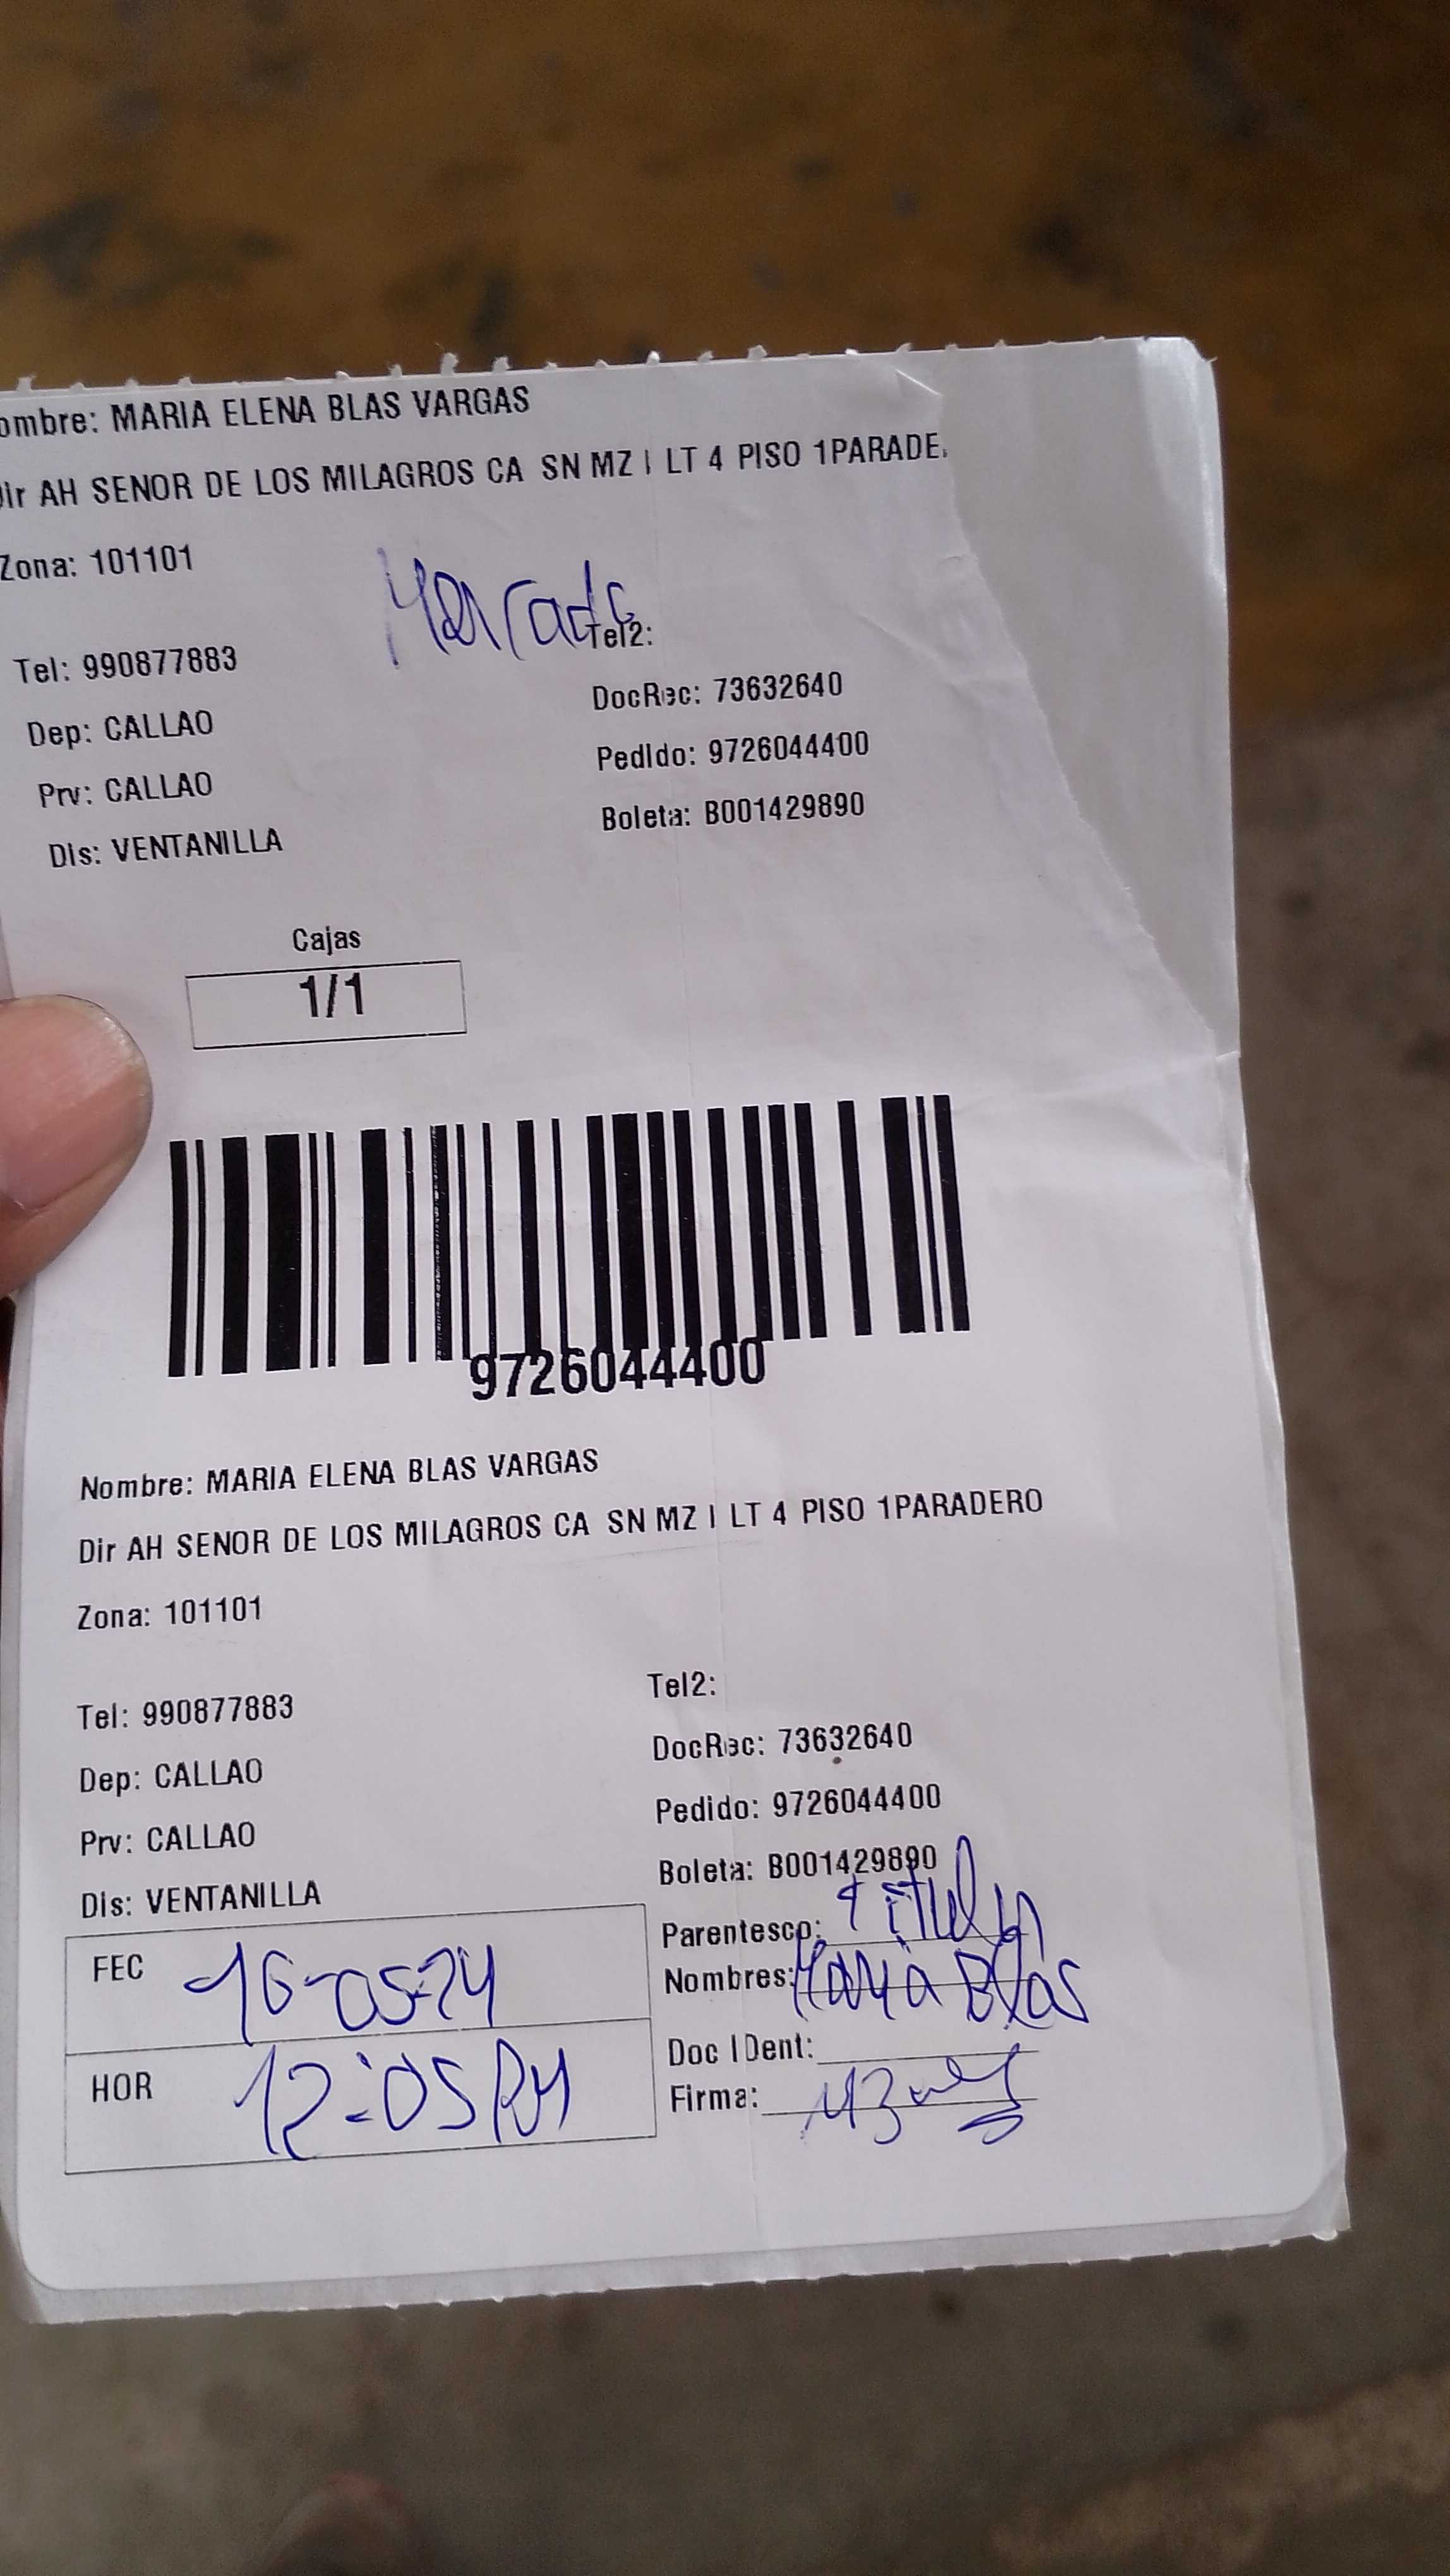 ombre: MARIA ELENA BLAS VARGAS
Dir AH SENOR DE LOS MILAGROS CA SN MZ I LT 4 PISO 1PARADE
Zona: 101101
Mercado
Tel2:
Tel: 990877883
DocRec: 73632640
Dep: CALLAO
Pedido: 9726044400
Prv: CALLAO
Boleta: B001429890
Dis: VENTANILLA
Cajas
1/1
9726044400
Nombre: MARIA ELENA BLAS VARGAS
Dir AH SENOR DE LOS MILAGROS CA SN MZ I LT 4 PISO 1PARADERO
Zona: 101101
Tel2:
Tel: 990877883
DocRec: 73632640
Dep: CALLAO
Pedido: 9726044400
Prv: CALLAO
Boleta: B001429890
Dis: VENTANILLA
Parentesco:
FEC 16-05-24
Nombres: Maria Blas
Doc IDent:
HOR 12:05 PM
Firma: